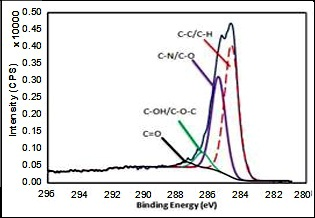 0.50
0.45
0.40
0.35
0.30
0.25
0.20
0.15
0.10
0.05
0.00
Intensity (CPS)
x10000
C-C/C-H
C-N/C-O
C-OH/C-O-C
C=O
296 294 292 290 288 286 284 282 280
Binding Energy (eV)